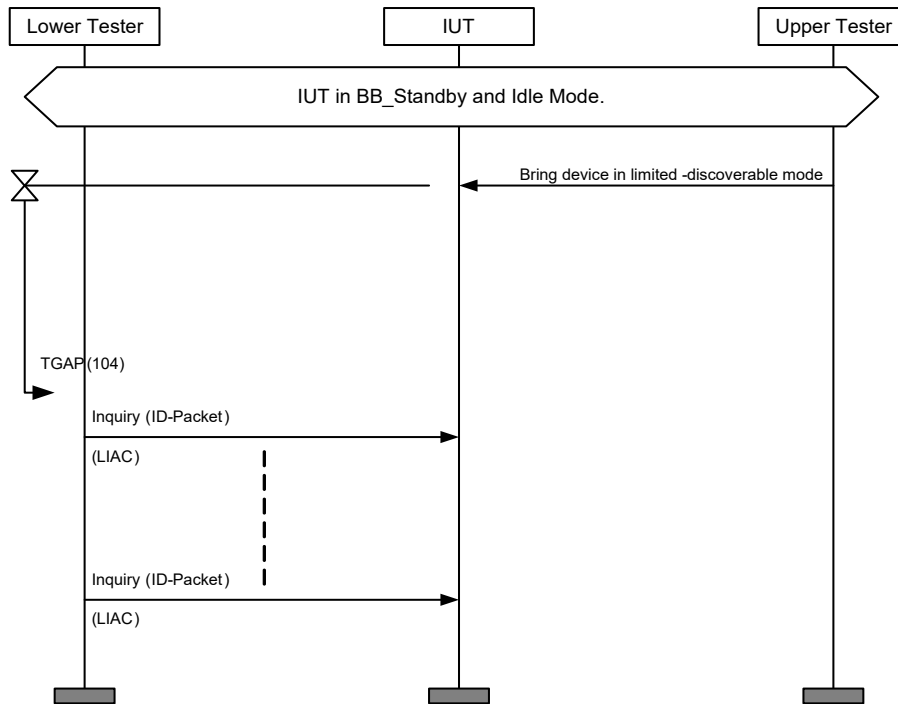 Lower Tester
IUT
Upper Tester
IUT in BB_Standby and Idle Mode.
Bring device in limited -discoverable mode
TGAP(104)
Inquiry (ID-Packet)
(LIAC)
Inquiry (ID-Packet)
(LIAC)